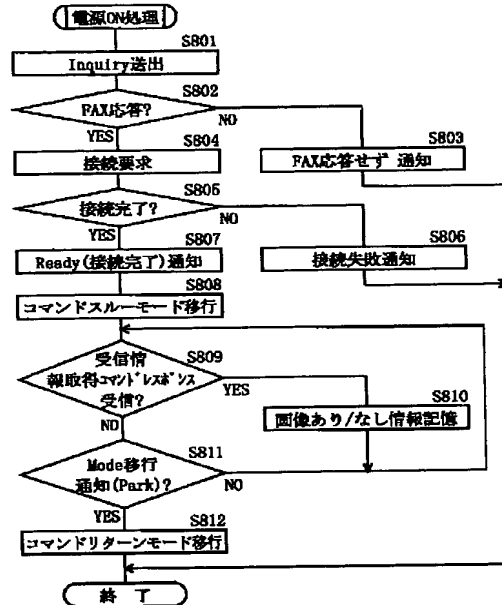 電源ON処理
S801
Inquiry送出
S802
FAX応答?
NO
YES
S804
S803
接続要求
FAX応答せず 通知
S805
接続完了?
NO
YES
S807
S806
Ready(接続完了)通知
接続失敗通知
S808
コマンドスルーモード移行
受信情
S809
報取得コマンドレスポンス
受信?
YES
S810
画像あり/なし情報記憶
NO
S811
Mode移行
通知(Park)?
NO
YES
S812
コマンドリターンモード移行
終 了